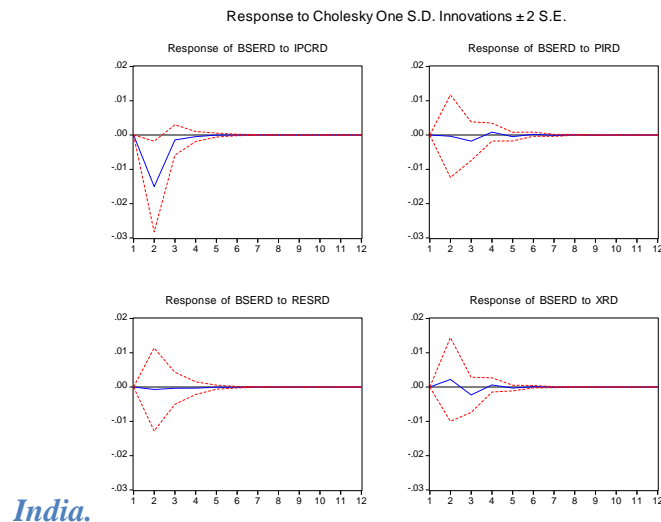 Response to Cholesky One S.D. Innovations ± 2 S.E.
Response of BSERD to IPCRD
.02
.01
.00
-.01
-.02
-.03
1 2 3 4 5 6 7 8 9 10 11 12
Response of BSERD to PIRD
.02
.01
.00
-.01
-.02
-.03
1 2 3 4 5 6 7 8 9 10 11 12
Response of BSERD to RESRD
.02
.01
.00
-.01
-.02
-.03
1 2 3 4 5 6 7 8 9 10 11 12
Response of BSERD to XRD
.02
.01
.00
-.01
-.02
-.03
1 2 3 4 5 6 7 8 9 10 11 12
India.